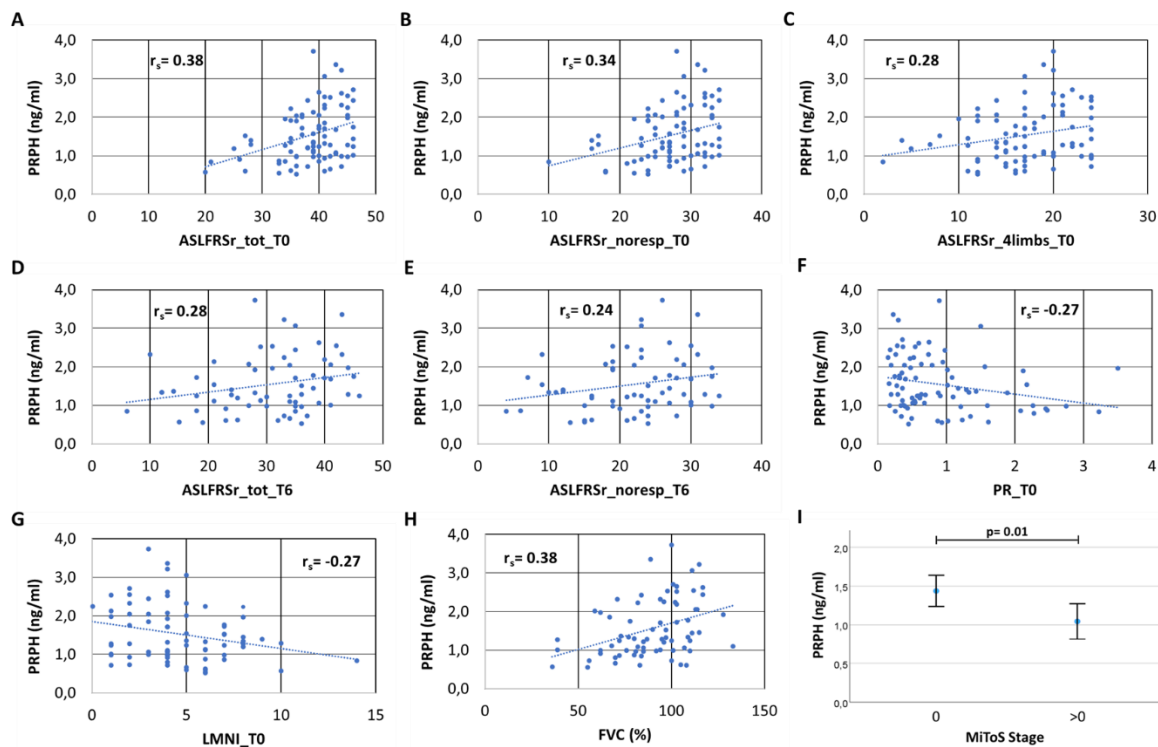 A
4,0
3,0
2,0
1,0
0,0
PRPH (ng/ml)
rs= 0.38
0 10 20 30 40 50
ASLFRSr_tot_T0
B
4,0
3,0
2,0
1,0
0,0
PRPH (ng/ml)
rs= 0.34
0 10 20 30 40
ASLFRSr_noresp_T0
C
4,0
3,0
2,0
1,0
0,0
PRPH (ng/ml)
rs= 0.28
0 10 20 30
ASLFRSr_4limbs_T0
D
4,0
3,0
2,0
1,0
0,0
PRPH (ng/ml)
rs= 0.28
0 10 20 30 40 50
ASLFRSr_tot_T6
E
4,0
3,0
2,0
1,0
0,0
PRPH (ng/ml)
rs= 0.24
0 10 20 30 40
ASLFRSr_noresp_T6
F
4,0
3,0
2,0
1,0
0,0
PRPH (ng/ml)
rs= -0.27
0 1 2 3 4
PR_T0
G
4,0
3,0
2,0
1,0
0,0
PRPH (ng/ml)
rs= -0.27
0 5 10 15
LMNI_T0
H
4,0
3,0
2,0
1,0
0,0
PRPH (ng/ml)
rs= 0.38
0 50 100 150
FVC (%)
I
p= 0.01
2,0
1,5
1,0
0,5
0,0
PRPH (ng/ml)
0 >0
MiToS Stage